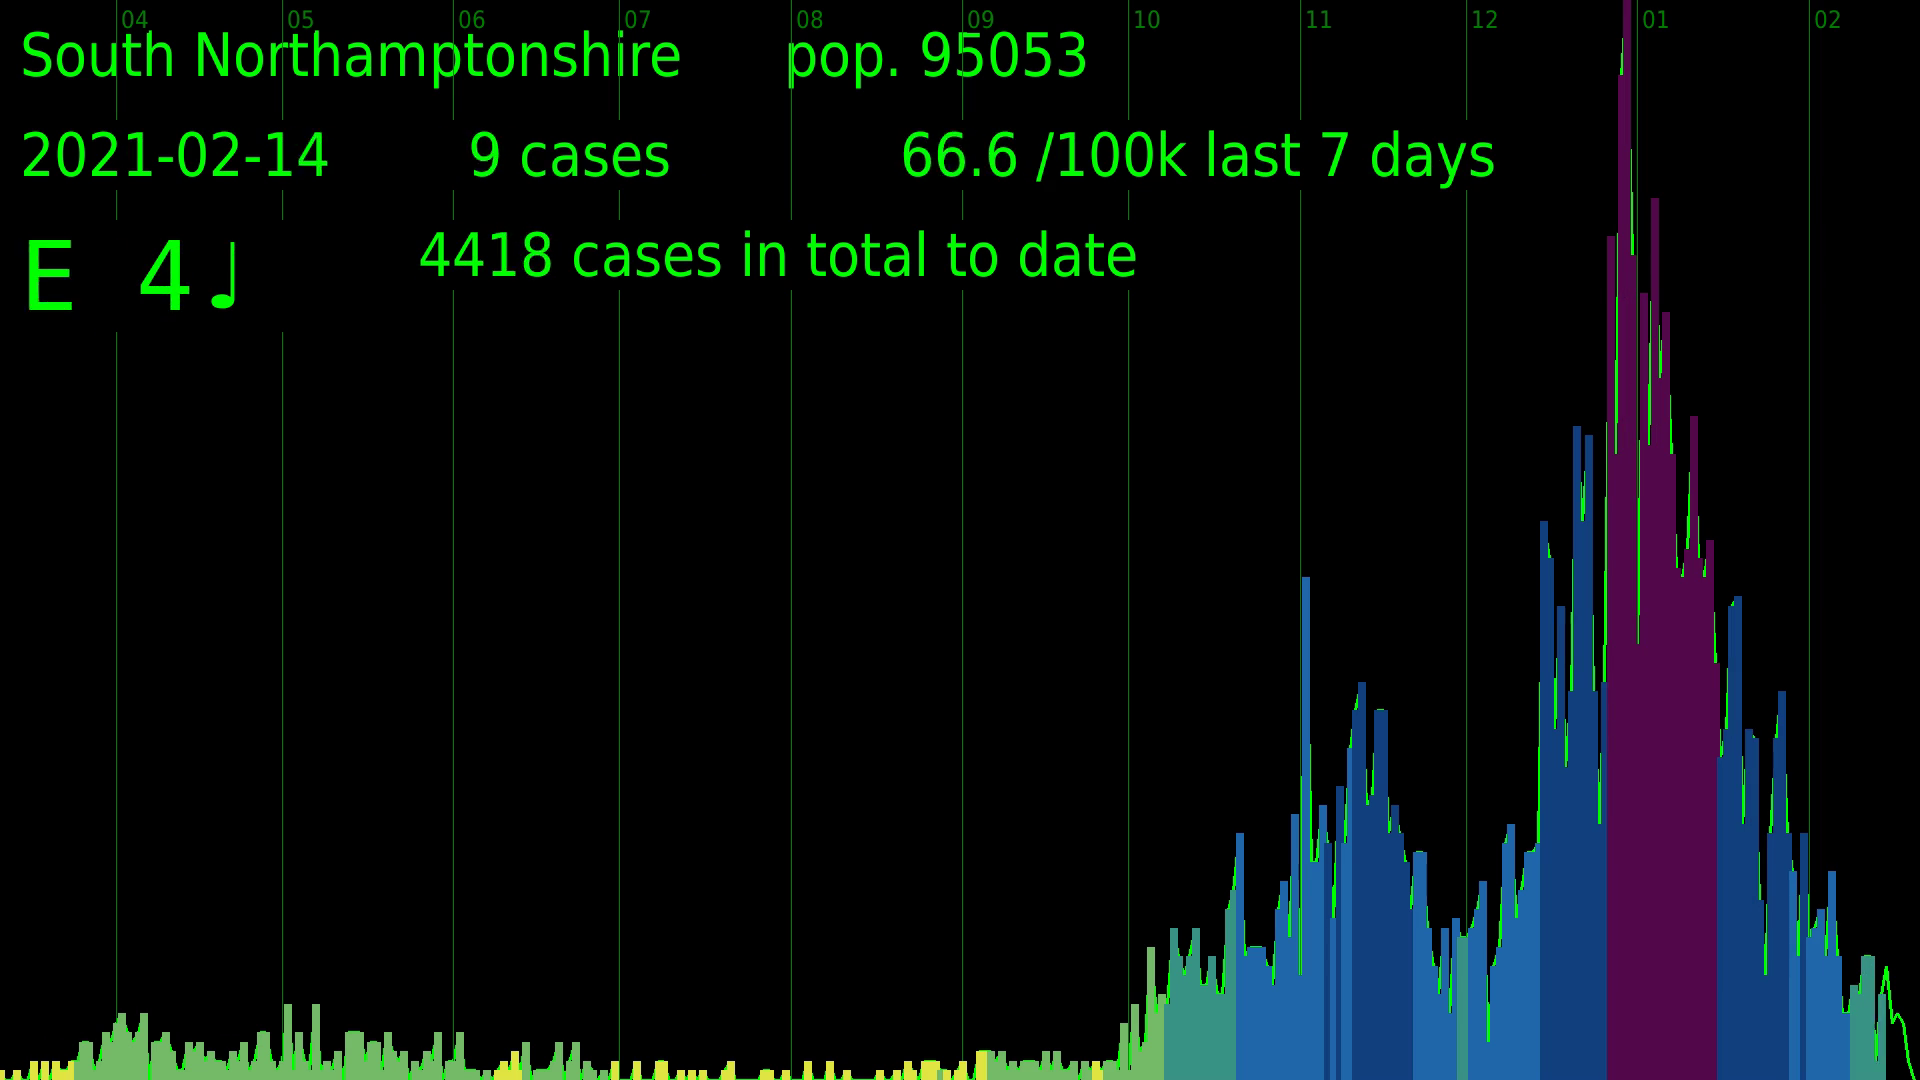 04 05 06 07 08 09 10 11 12 01 02
South Northamptonshire pop. 95053
2021-02-14 9 cases 66.6 /100k last 7 days
E 4♩ 4418 cases in total to date